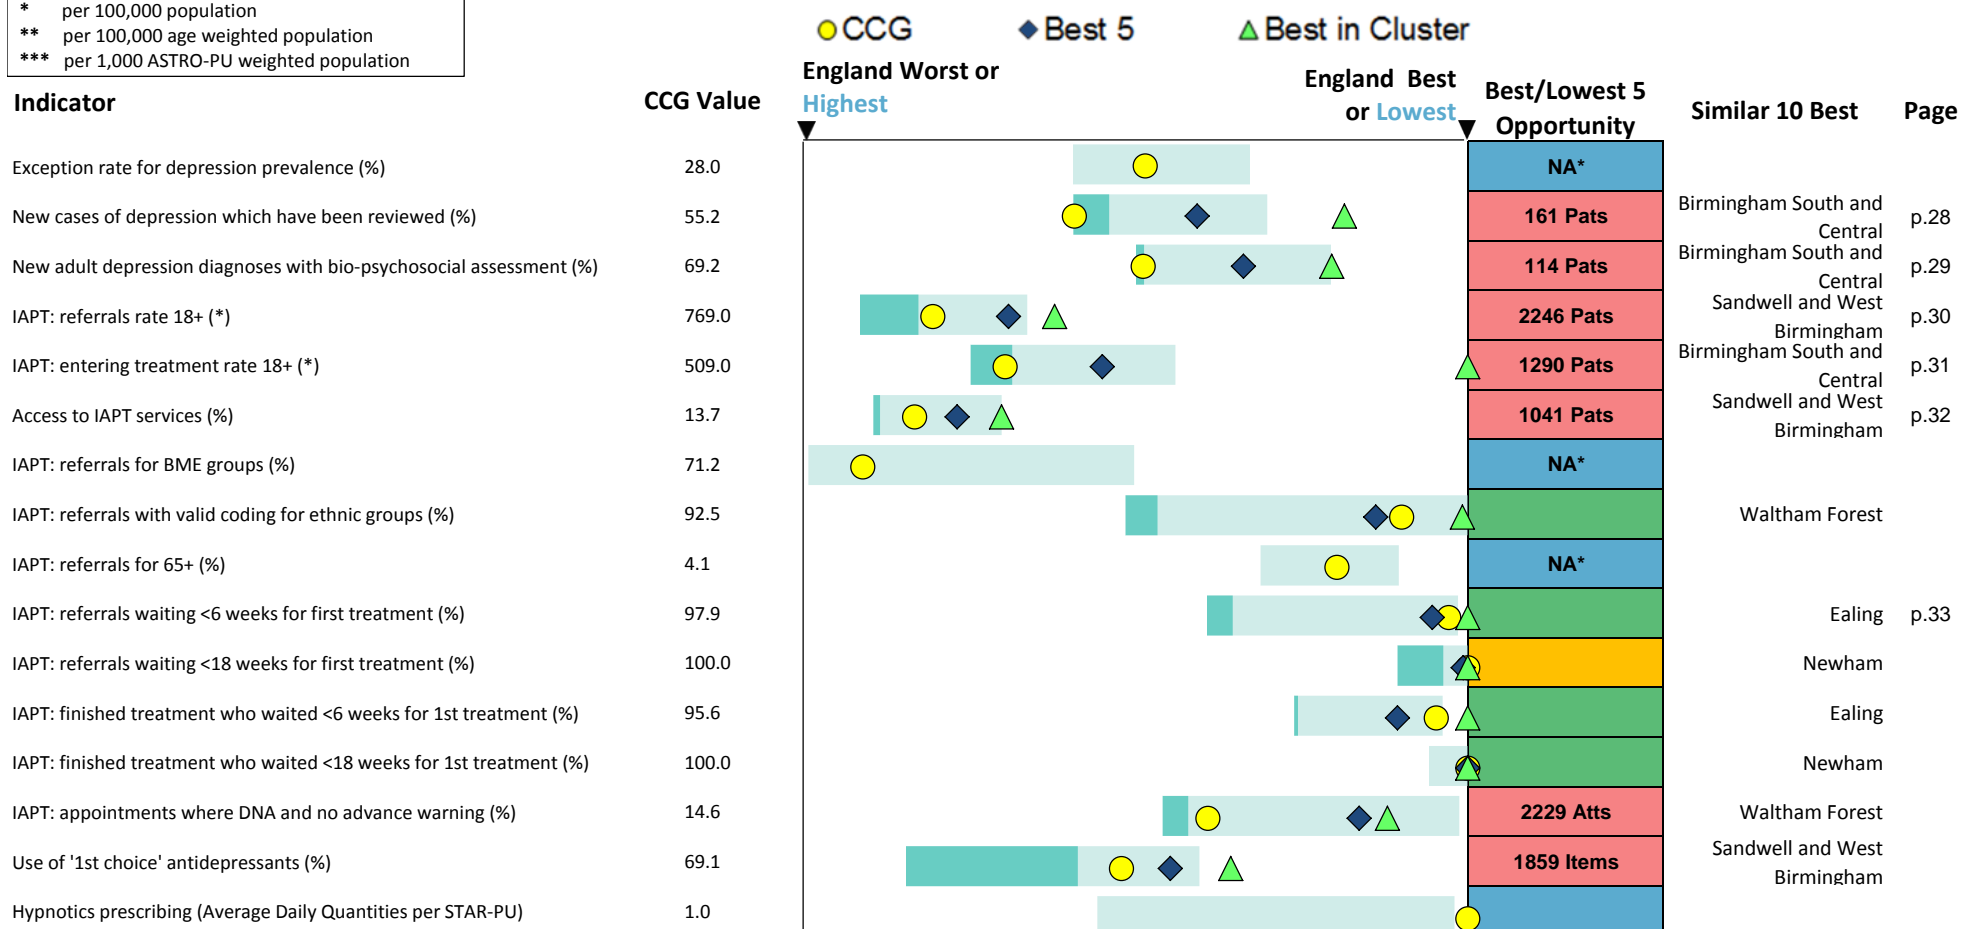 * per 100,000 population
** per 100,000 age weighted population
*** per 1,000 ASTRO-PU weighted population
CCG Best 5 Best in Cluster
Indicator CCG Value England Worst or Highest England Best or Lowest Best/Lowest 5 Opportunity Similar 10 Best Page
Exception rate for depression prevalence (%) 28.0 NA*
New cases of depression which have been reviewed (%) 55.2 161 Pats Birmingham South and Central p.28
New adult depression diagnoses with bio-psychosocial assessment (%) 69.2 114 Pats Birmingham South and Central p.29
IAPT: referrals rate 18+ (*) 769.0 2246 Pats Sandwell and West Birmingham p.30
IAPT: entering treatment rate 18+ (*) 509.0 1290 Pats Birmingham South and Central p.31
Access to IAPT services (%) 13.7 1041 Pats Sandwell and West Birmingham p.32
IAPT: referrals for BME groups (%) 71.2 NA*
IAPT: referrals with valid coding for ethnic groups (%) 92.5 Waltham Forest
IAPT: referrals for 65+ (%) 4.1 NA*
IAPT: referrals waiting <6 weeks for first treatment (%) 97.9 Ealing p.33
IAPT: referrals waiting <18 weeks for first treatment (%) 100.0 Newham
IAPT: finished treatment who waited <6 weeks for 1st treatment (%) 95.6 Ealing
IAPT: finished treatment who waited <18 weeks for 1st treatment (%) 100.0 Newham
IAPT: appointments where DNA and no advance warning (%) 14.6 2229 Atts Waltham Forest
Use of '1st choice' antidepressants (%) 69.1 1859 Items Sandwell and West Birmingham
Hypnotics prescribing (Average Daily Quantities per STAR-PU) 1.0